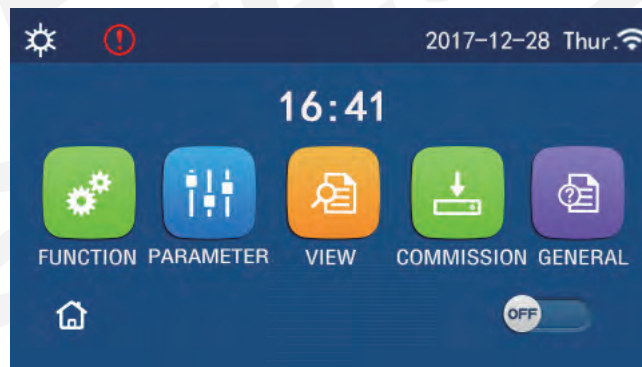 2017-12-28 Thur.
16:41
FUNCTION PARAMETER VIEW COMMISSION GENERAL
OFF